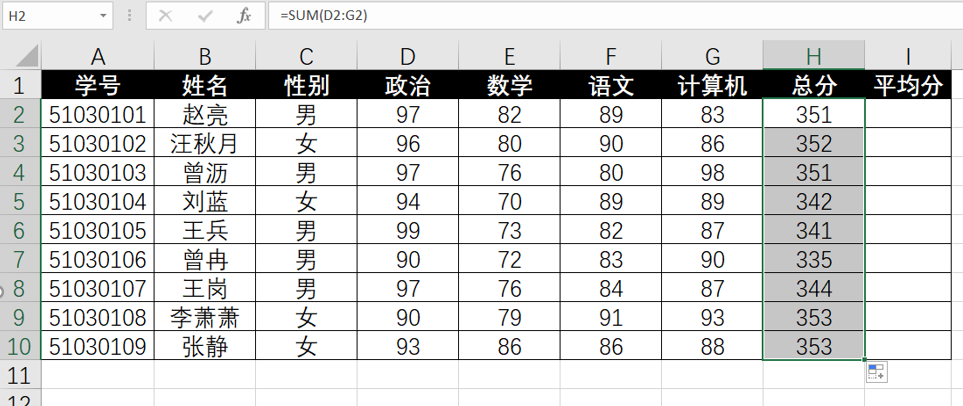 H2 fx =SUM(D2:G2)
A B C D E F G H I
1 学号 姓名 性别 政治 数学 语文 计算机 总分 平均分
2 51030101 赵亮 男 97 82 89 83 351
3 51030102 汪秋月 女 96 80 90 86 352
4 51030103 曾沥 男 97 76 80 98 351
5 51030104 刘蓝 女 94 70 89 89 342
6 51030105 王兵 男 99 73 82 87 341
7 51030106 曾冉 男 90 72 83 90 335
8 51030107 王岗 男 97 76 84 87 344
9 51030108 李萧萧 女 90 79 91 93 353
10 51030109 张静 女 93 86 86 88 353
11
12